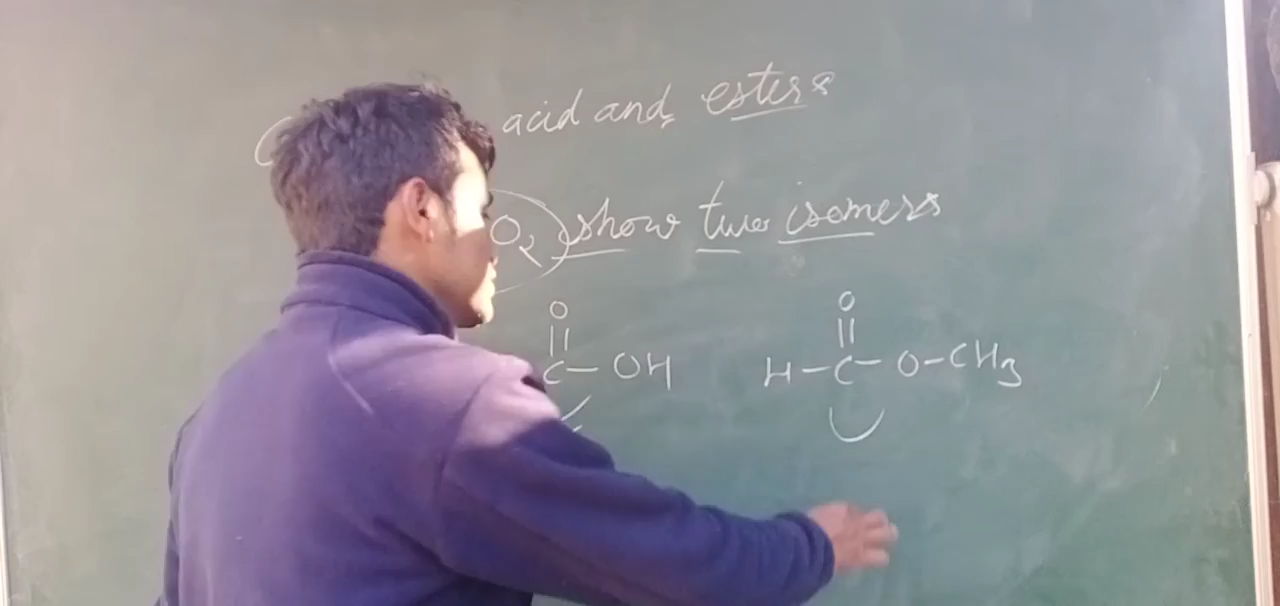 acid and esters
O2 show two isomers
O O
|| ||
C-OH H-C-O-CH3